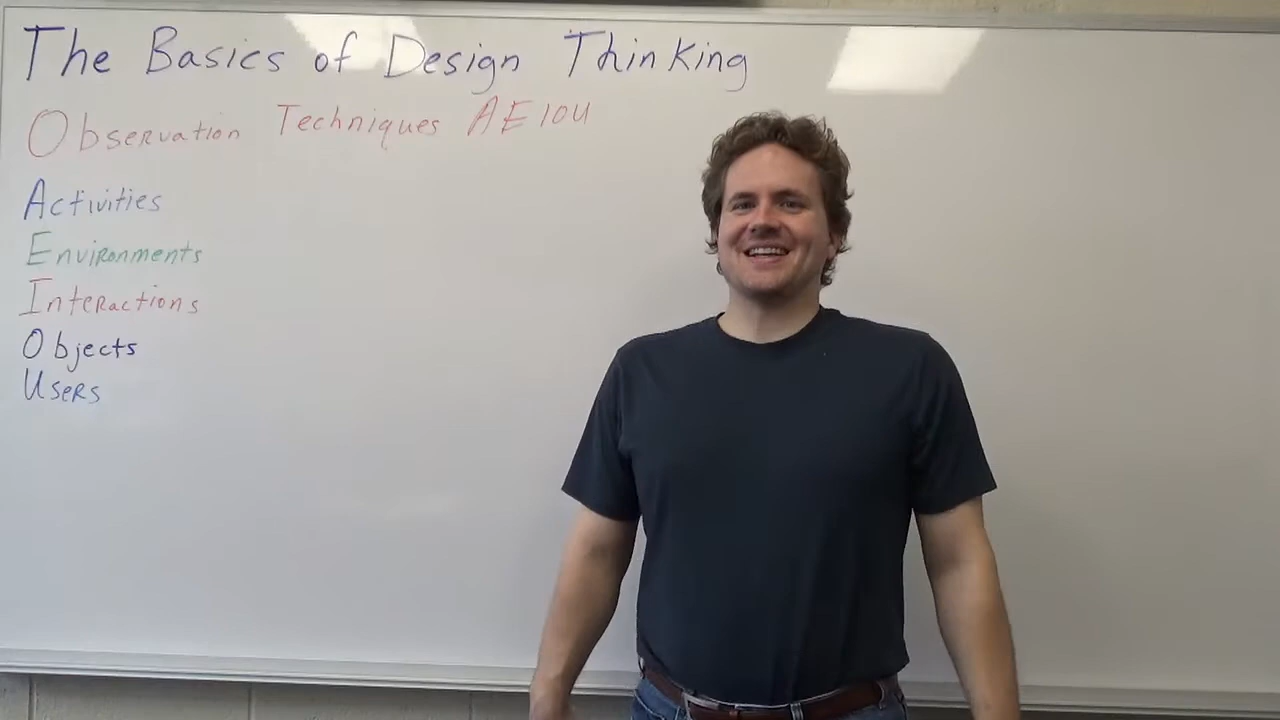 The Basics of Design Thinking
Observation Techniques AEIOU
Activities
Environments
Interactions
Objects
Users